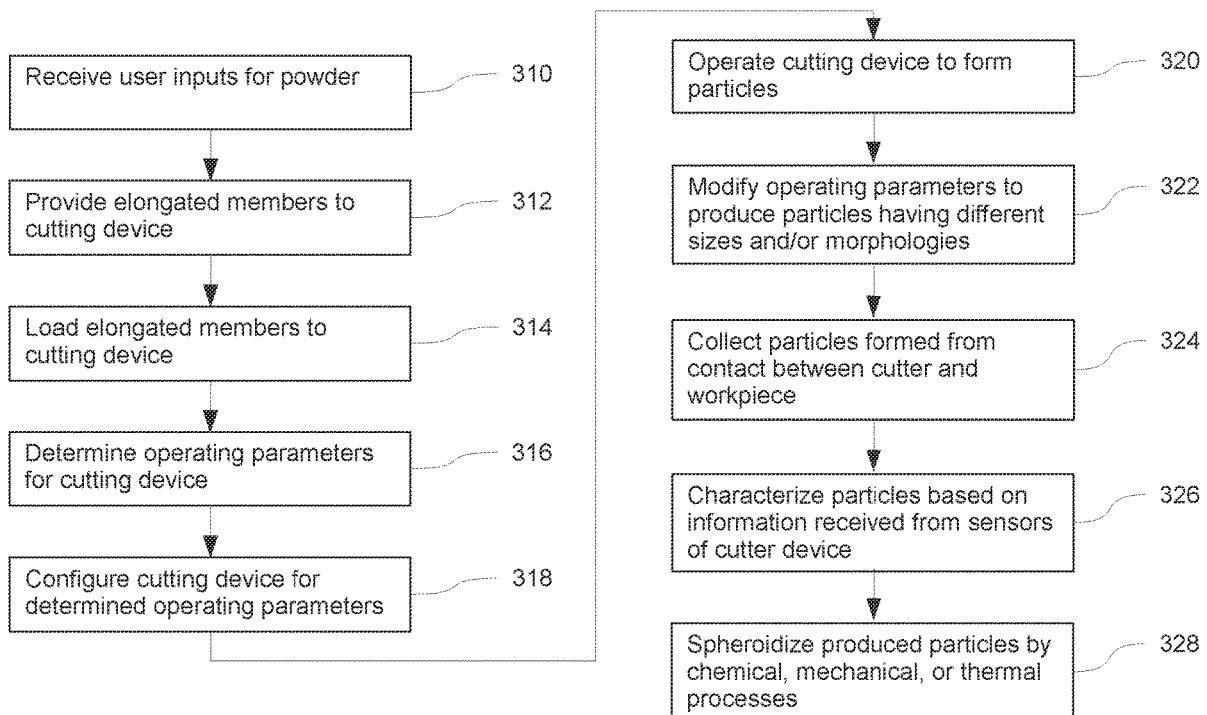 Receive user inputs for powder
310
Provide elongated members to
cutting device
312
Load elongated members to
cutting device
314
Determine operating parameters
for cutting device
316
Configure cutting device for
determined operating parameters
318
Operate cutting device to form
particles
320
Modify operating parameters to
produce particles having different
sizes and/or morphologies
322
Collect particles formed from
contact between cutter and
workpiece
324
Characterize particles based on
information received from sensors
of cutter device
326
Spheroidize produced particles by
chemical, mechanical, or thermal
processes
328